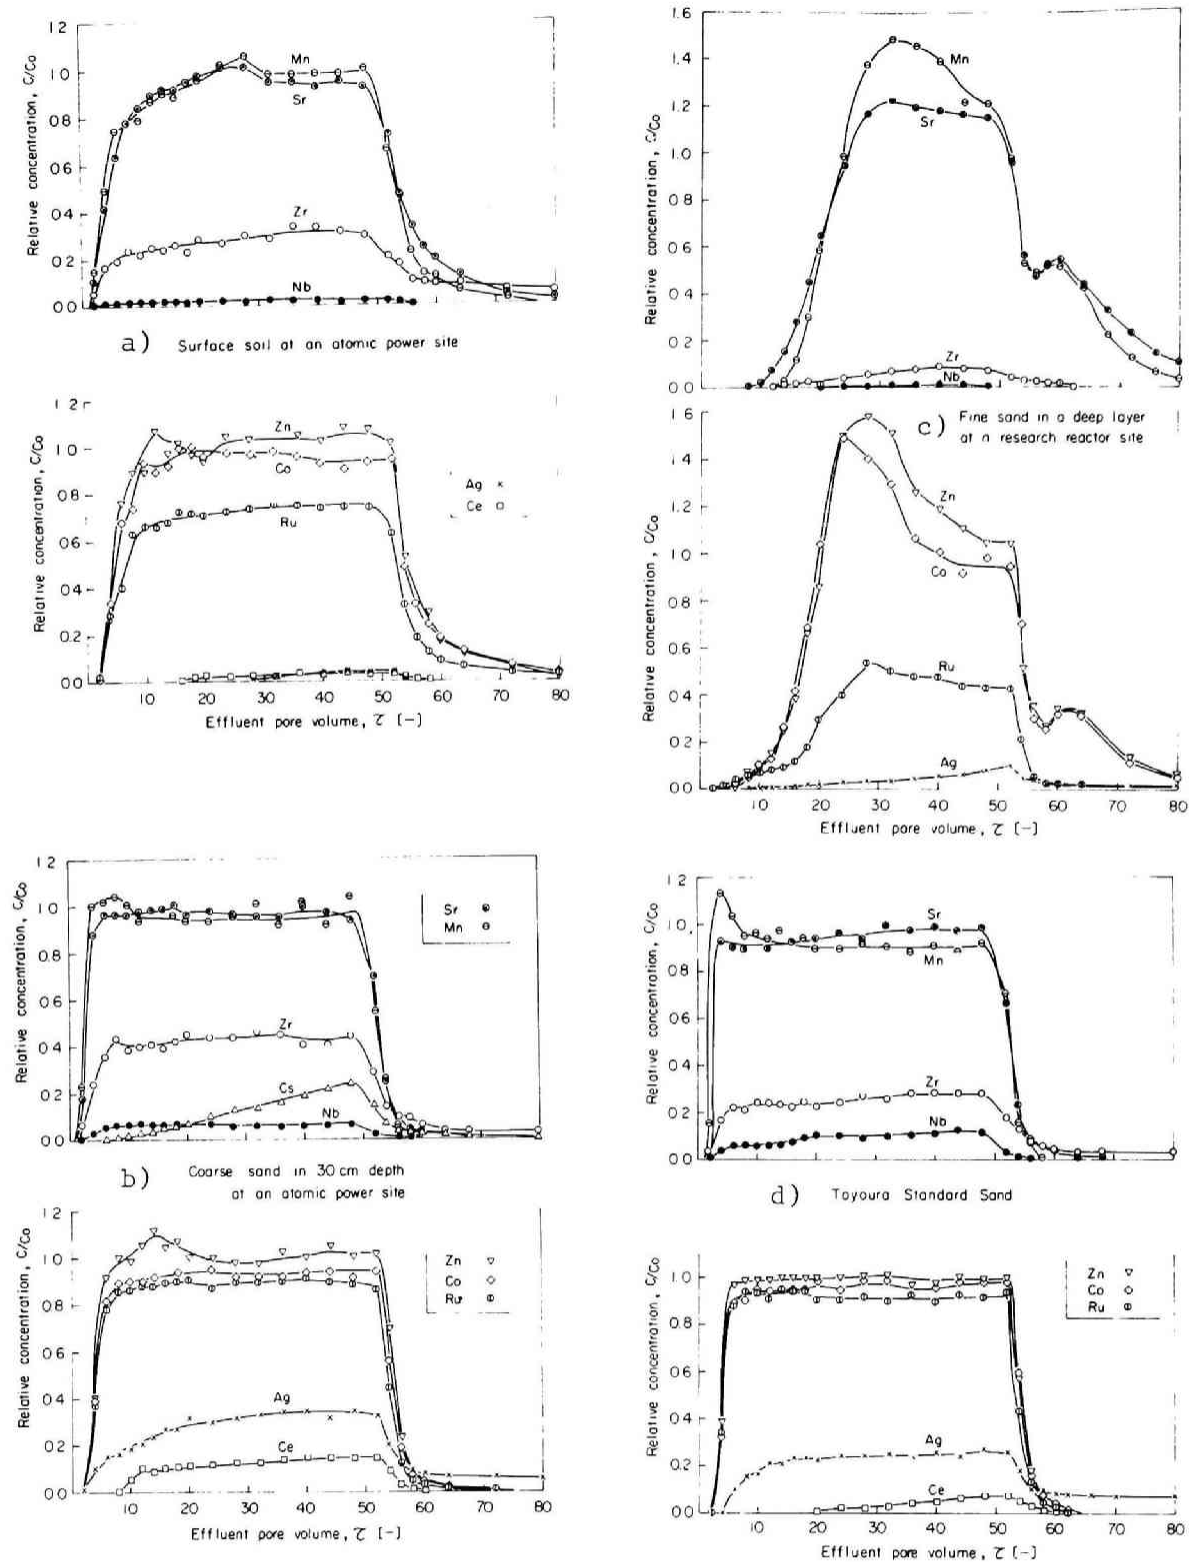 1.2
1.0
0.8
0.6
0.4
0.2
0.0
Relative concentration, C/Co
Mn
Sr
Zr
Nb
a) Surface soil at an atomic power site
1.2
1.0
0.8
0.6
0.4
0.2
0.0
Relative concentration, C/Co
Zn
Co
Ru
Ag ×
Ce □
10 20 30 40 50 60 70 80
Effluent pore volume, τ [-]
1.2
1.0
0.8
0.6
0.4
0.2
0.0
Relative concentration, C/Co
Sr
Mn
Zr
Cs
Nb
b) Coarse sand in 30 cm depth
at an atomic power site
1.2
1.0
0.8
0.6
0.4
0.2
0.0
Relative concentration, C/Co
Zn ▽
Co ◇
Ru
Ag
Ce
10 20 30 40 50 60 70 80
Effluent pore volume, τ [-]
1.6
1.4
1.2
1.0
0.8
0.6
0.4
0.2
0.0
Relative concentration, C/Co
Mn
Sr
Zr
Nb
c) Fine sand in a deep layer
at a research reactor site
1.6
1.4
1.2
1.0
0.8
0.6
0.4
0.2
0.0
Relative concentration, C/Co
Zn
Co
Ru
Ag
10 20 30 40 50 60 70 80
Effluent pore volume, τ [-]
1.2
1.0
0.8
0.6
0.4
0.2
0.0
Relative concentration, C/Co
Sr
Mn
Zr
Nb
d) Toyoura Standard Sand
1.0
0.8
0.6
0.4
0.2
0.0
Relative concentration, C/Co
Zn ▽
Co ◇
Ru
Ag
Ce
10 20 30 40 50 60 70 80
Effluent pore volume, τ [-]